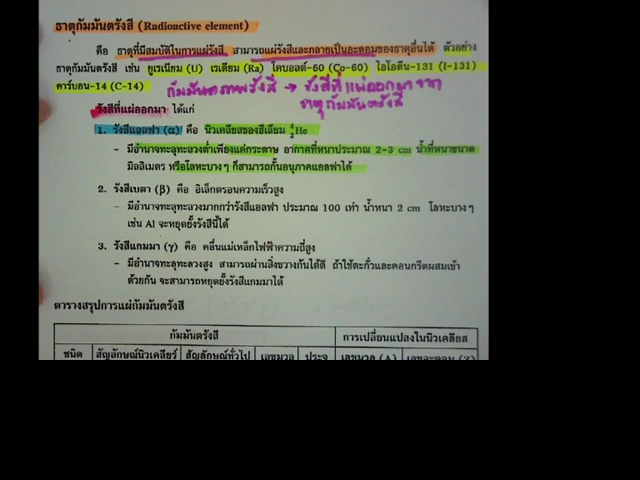 ธาตุกัมมันตรังสี (Radioactive element)
คือ ธาตุที่มีสมบัติในการแผ่รังสี สามารถแผ่รังสีและกลายเป็นอะตอมของธาตุอื่นได้ ตัวอย่าง
ธาตุกัมมันตรังสี เช่น ยูเรเนียม (U) เรเดียม (Ra) โคบอลต์-60 (Co-60) ไอโอดีน-131 (I-131)
คาร์บอน-14 (C-14)
กัมมันตภาพรังสี → รังสีที่แผ่ออกมาจาก
ธาตุกัมมันตรังสี
รังสีที่แผ่ออกมา ได้แก่
1. รังสีแอลฟา (α) คือ นิวเคลียสของฮีเลียม ⁴₂He
- มีอำนาจทะลุทะลวงต่ำเพียงแค่กระดาษ อากาศที่หนาประมาณ 2-3 cm น้ำที่หนาขนาด
มิลลิเมตร หรือโลหะบางๆ ก็สามารถกั้นอนุภาคแอลฟาได้
2. รังสีเบตา (β) คือ อิเล็กตรอนความเร็วสูง
- มีอำนาจทะลุทะลวงมากกว่ารังสีแอลฟา ประมาณ 100 เท่า น้ำหนา 2 cm โลหะบางๆ
เช่น Al จะหยุดยั้งรังสีนี้ได้
3. รังสีแกมมา (γ) คือ คลื่นแม่เหล็กไฟฟ้าความถี่สูง
- มีอำนาจทะลุทะลวงสูง สามารถผ่านสิ่งขวางกั้นได้ดี ถ้าใช้ตะกั่วและคอนกรีตผสมเข้า
ด้วยกัน จะสามารถหยุดยั้งรังสีแกมมาได้
ตารางสรุปการแผ่กัมมันตรังสี
กัมมันตรังสี การเปลี่ยนแปลงในนิวเคลียส
ชนิด สัญลักษณ์นิวเคลียร์ สัญลักษณ์ทั่วไป เลขมวล ประจุ เลขมวล (A) เลขอะตอม (Z)